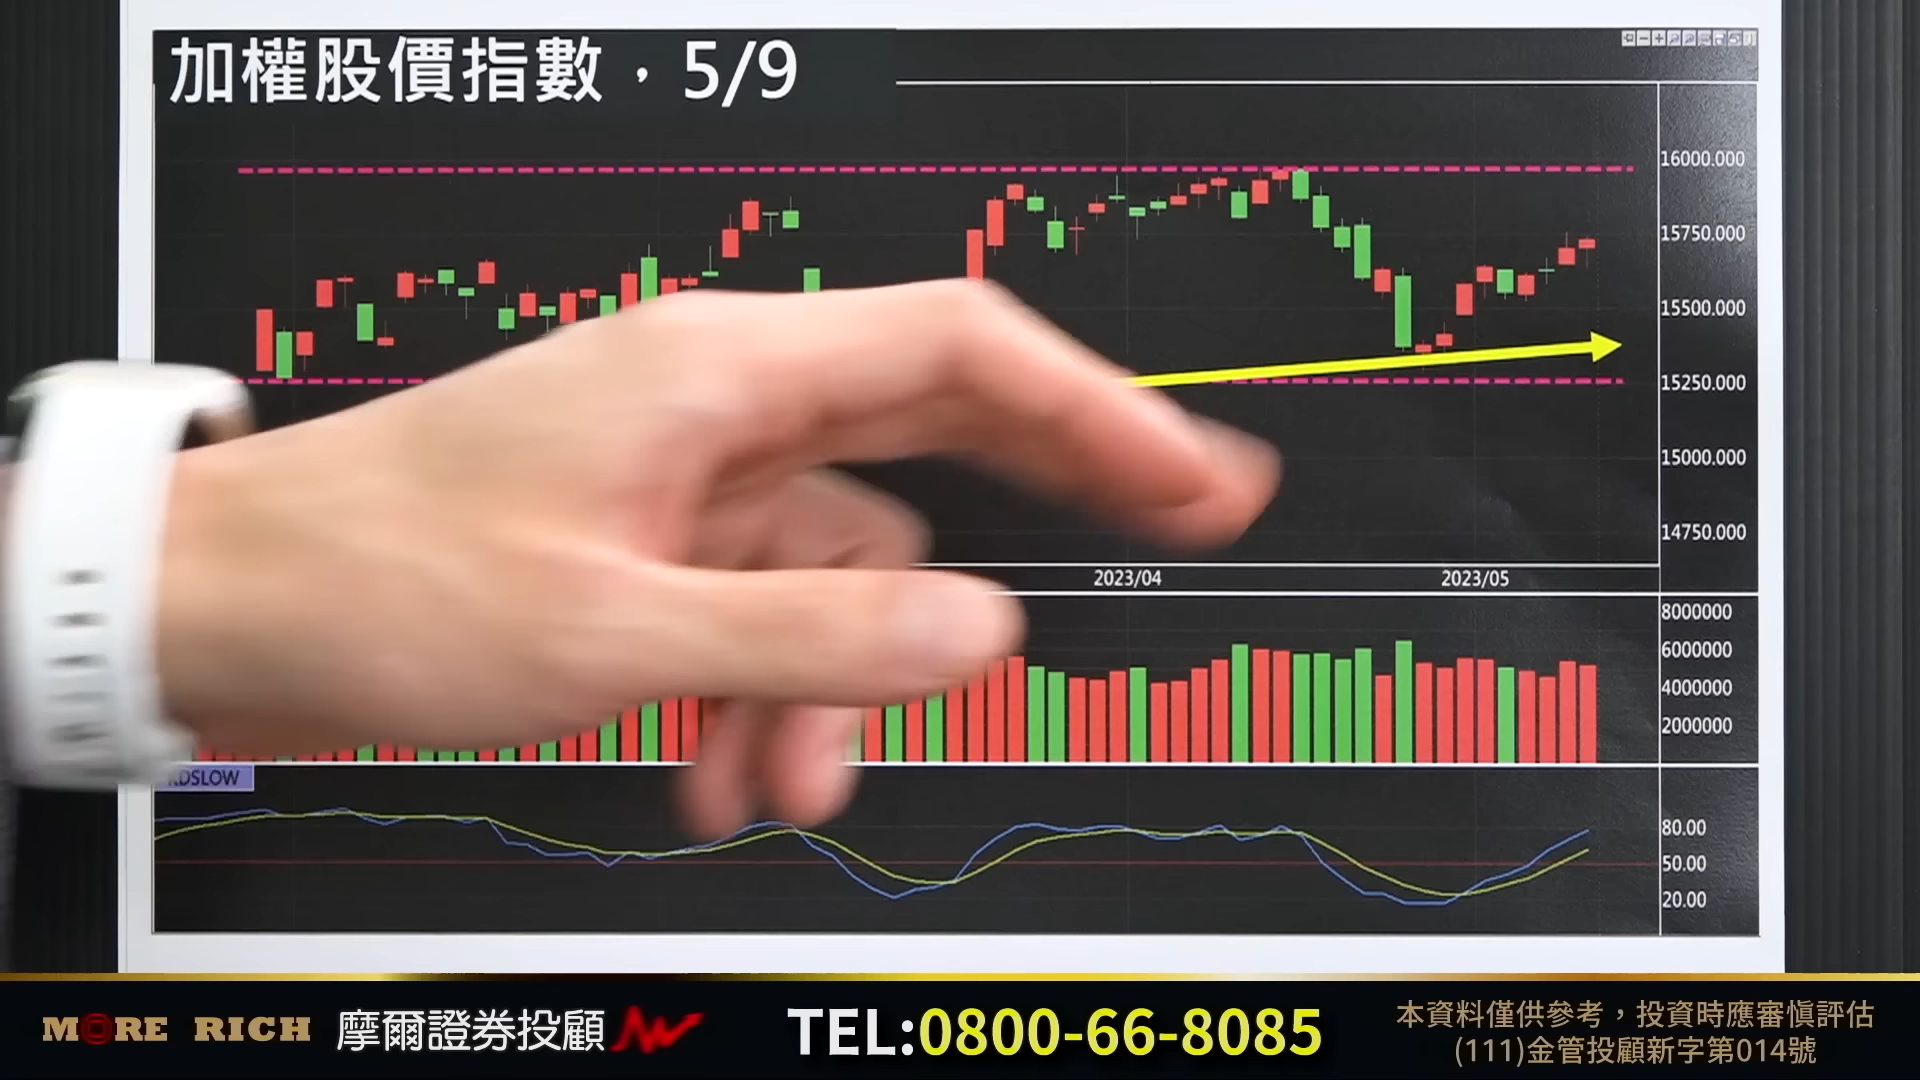 加權股價指數，5/9
16000.000
15750.000
15500.000
15250.000
15000.000
14750.000
2023/04
2023/05
8000000
6000000
4000000
2000000
KDSLOW
80.00
50.00
20.00
MORE RICH 摩爾證券投顧
TEL:0800-66-8085
本資料僅供參考，投資時應審慎評估
(111)金管投顧新字第014號